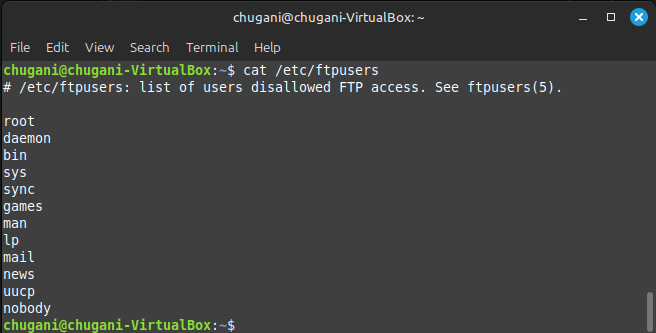 chugani@chugani-VirtualBox: ~
File Edit View Search Terminal Help
chugani@chugani-VirtualBox:~$ cat /etc/ftpusers
# /etc/ftpusers: list of users disallowed FTP access. See ftpusers(5).
root
daemon
bin
sys
sync
games
man
lp
mail
news
uucp
nobody
chugani@chugani-VirtualBox:~$